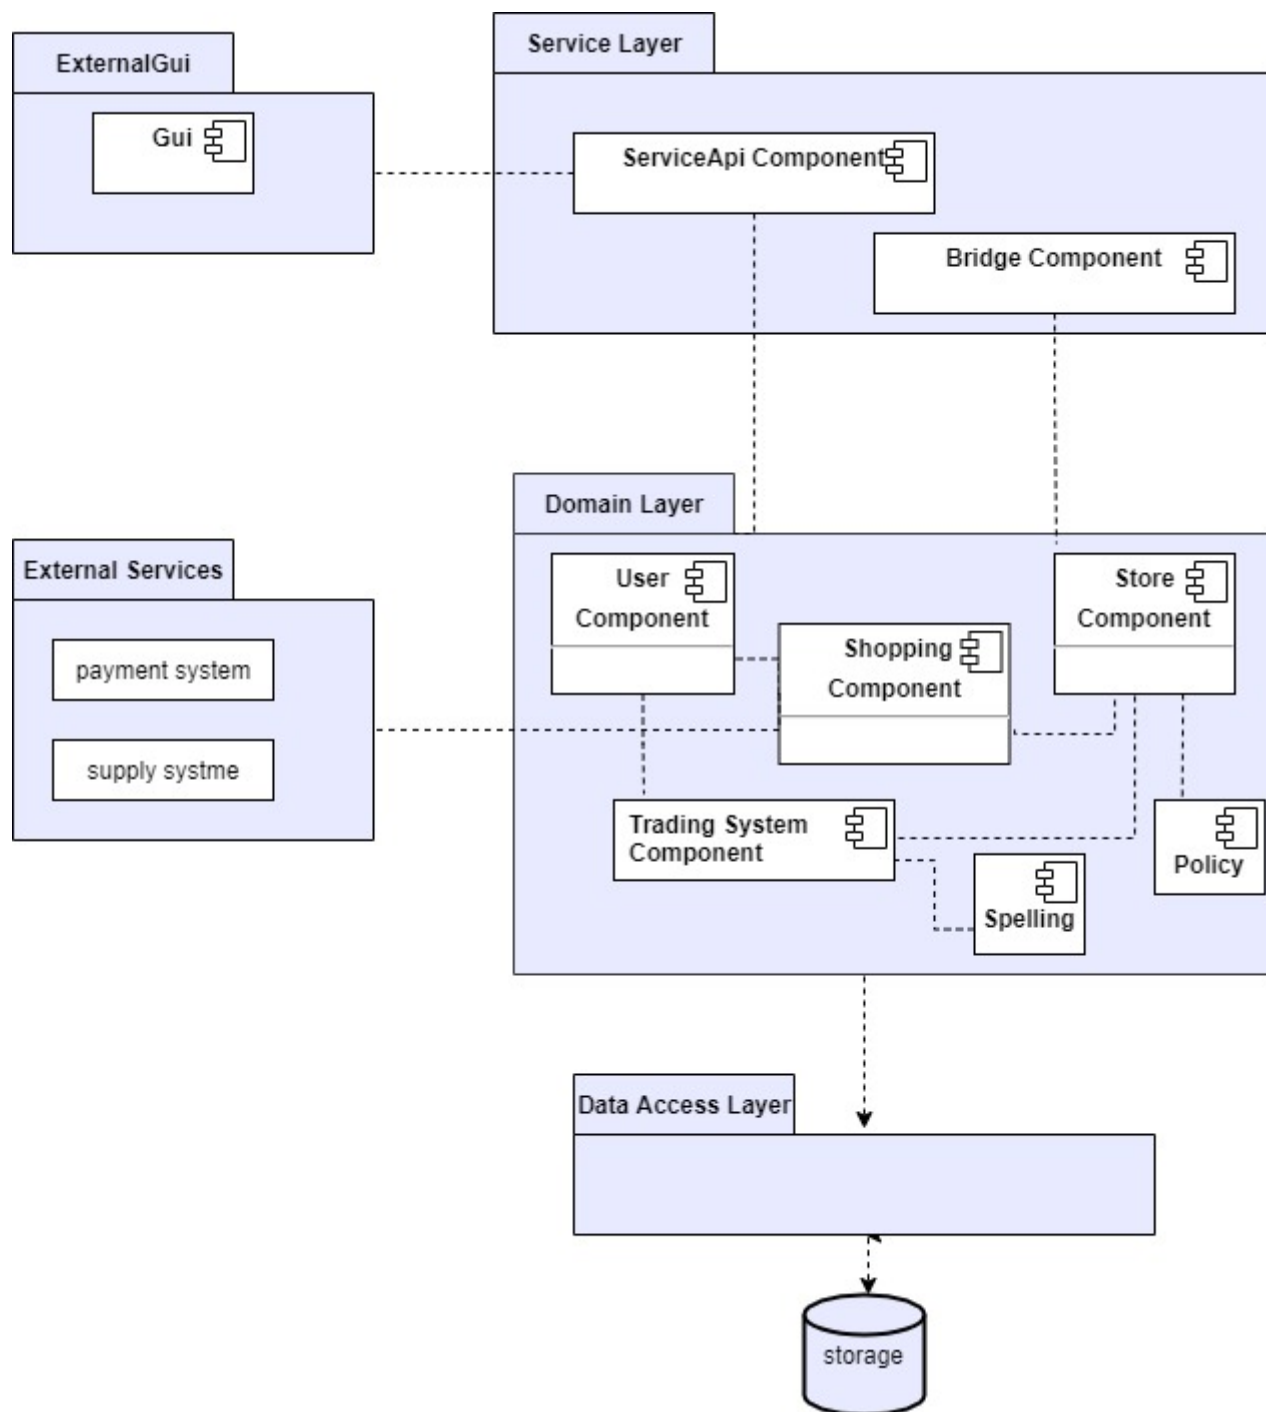 ExternalGui
Gui
Service Layer
ServiceApi Component
Bridge Component
External Services
payment system
supply systme
Domain Layer
User
Component
Shopping
Component
Store
Component
Trading System
Component
Spelling
Policy
Data Access Layer
storage